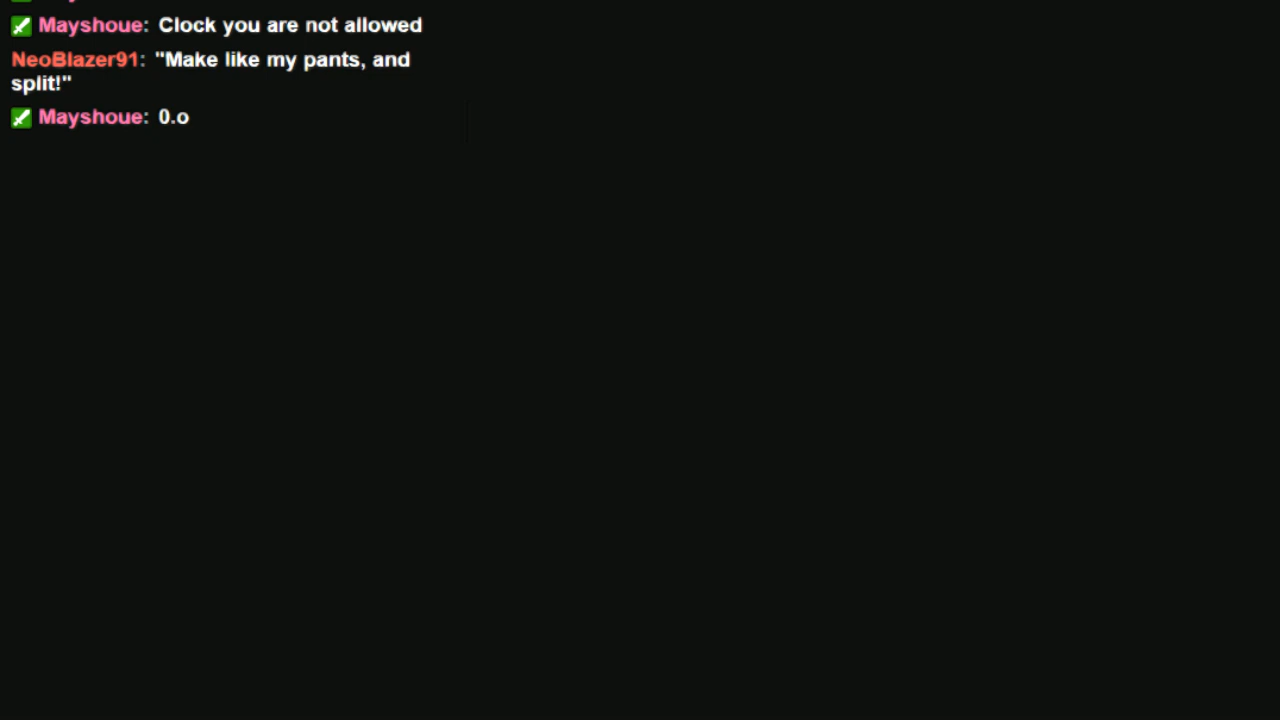 Mayshoue: Clock you are not allowed
NeoBlazer91: "Make like my pants, and
split!"
Mayshoue: 0.o